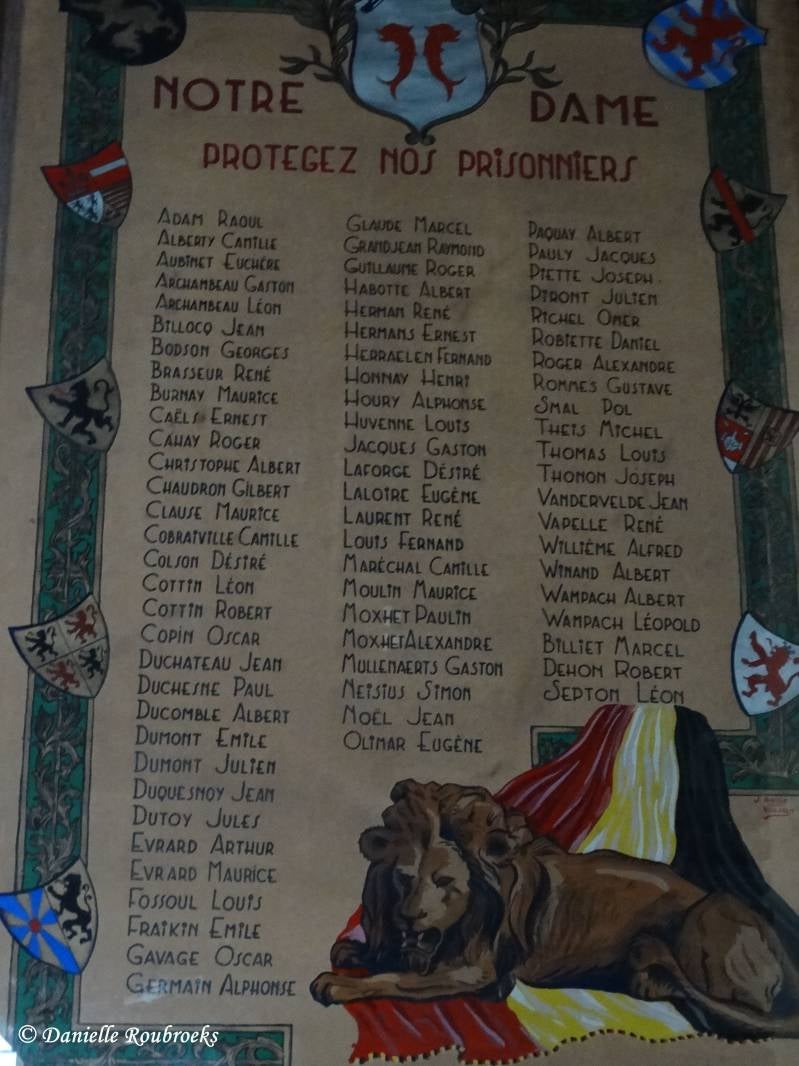 NOTRE DAME
PROTEGEZ NOS PRISONNIERS
ADAM RAOUL
ALBERTY CAMILLE
AUBINET EUCHÈRE
ARCHAMBEAU GASTON
ARCHAMBEAU LÉON
BILLOCQ JEAN
BODSON GEORGES
BRASSEUR RENÉ
BURNAY MAURICE
CAËLS ERNEST
CAHAY ROGER
CHRISTOPHE ALBERT
CHAUDRON GILBERT
CLAUSE MAURICE
COBRAIVILLE CAMILLE
COLSON DÉSIRÉ
COTTIN LÉON
COTTIN ROBERT
COPIN OSCAR
DUCHATEAU JEAN
DUCHESNE PAUL
DUCOMBLE ALBERT
DUMONT EMILE
DUMONT JULIEN
DUQUESNOY JEAN
DUTOY JULES
EVRARD ARTHUR
EVRARD MAURICE
FOSSOUL LOUIS
FRAIKIN EMILE
GAVAGE OSCAR
GERMAIN ALPHONSE
GLAUDE MARCEL
GRANDJEAN RAYMOND
GUILLAUME ROGER
HABOTTE ALBERT
HERMAN RENÉ
HERMANS ERNEST
HERRAELEN FERNAND
HONNAY HENRI
HOURY ALPHONSE
HUVENNE LOUIS
JACQUES GASTON
LAFORGE DÉSIRÉ
LALOIRE EUGÈNE
LAURENT RENÉ
LOUIS FERNAND
MARÉCHAL CAMILLE
MOULIN MAURICE
MOXHET PAULIN
MOXHET ALEXANDRE
MULLENAERTS GASTON
NEISIUS SIMON
NOËL JEAN
OLIMAR EUGÈNE
PAQUAY ALBERT
PAULY JACQUES
PIETTE JOSEPH.
PIRONT JULIEN
RICHEL OMER
ROBIETTE DANIEL
ROGER ALEXANDRE
ROMMES GUSTAVE
SMAL POL
THEIS MICHEL
THOMAS LOUIS
THONON JOSEPH
VANDERVELDE JEAN
VAPELLE RENÉ
WILLIÈME ALFRED
WINAND ALBERT
WAMPACH ALBERT
WAMPACH LÉOPOLD
BILLIET MARCEL
DEHON ROBERT
SEPTON LÉON
© Danielle Roubroeks